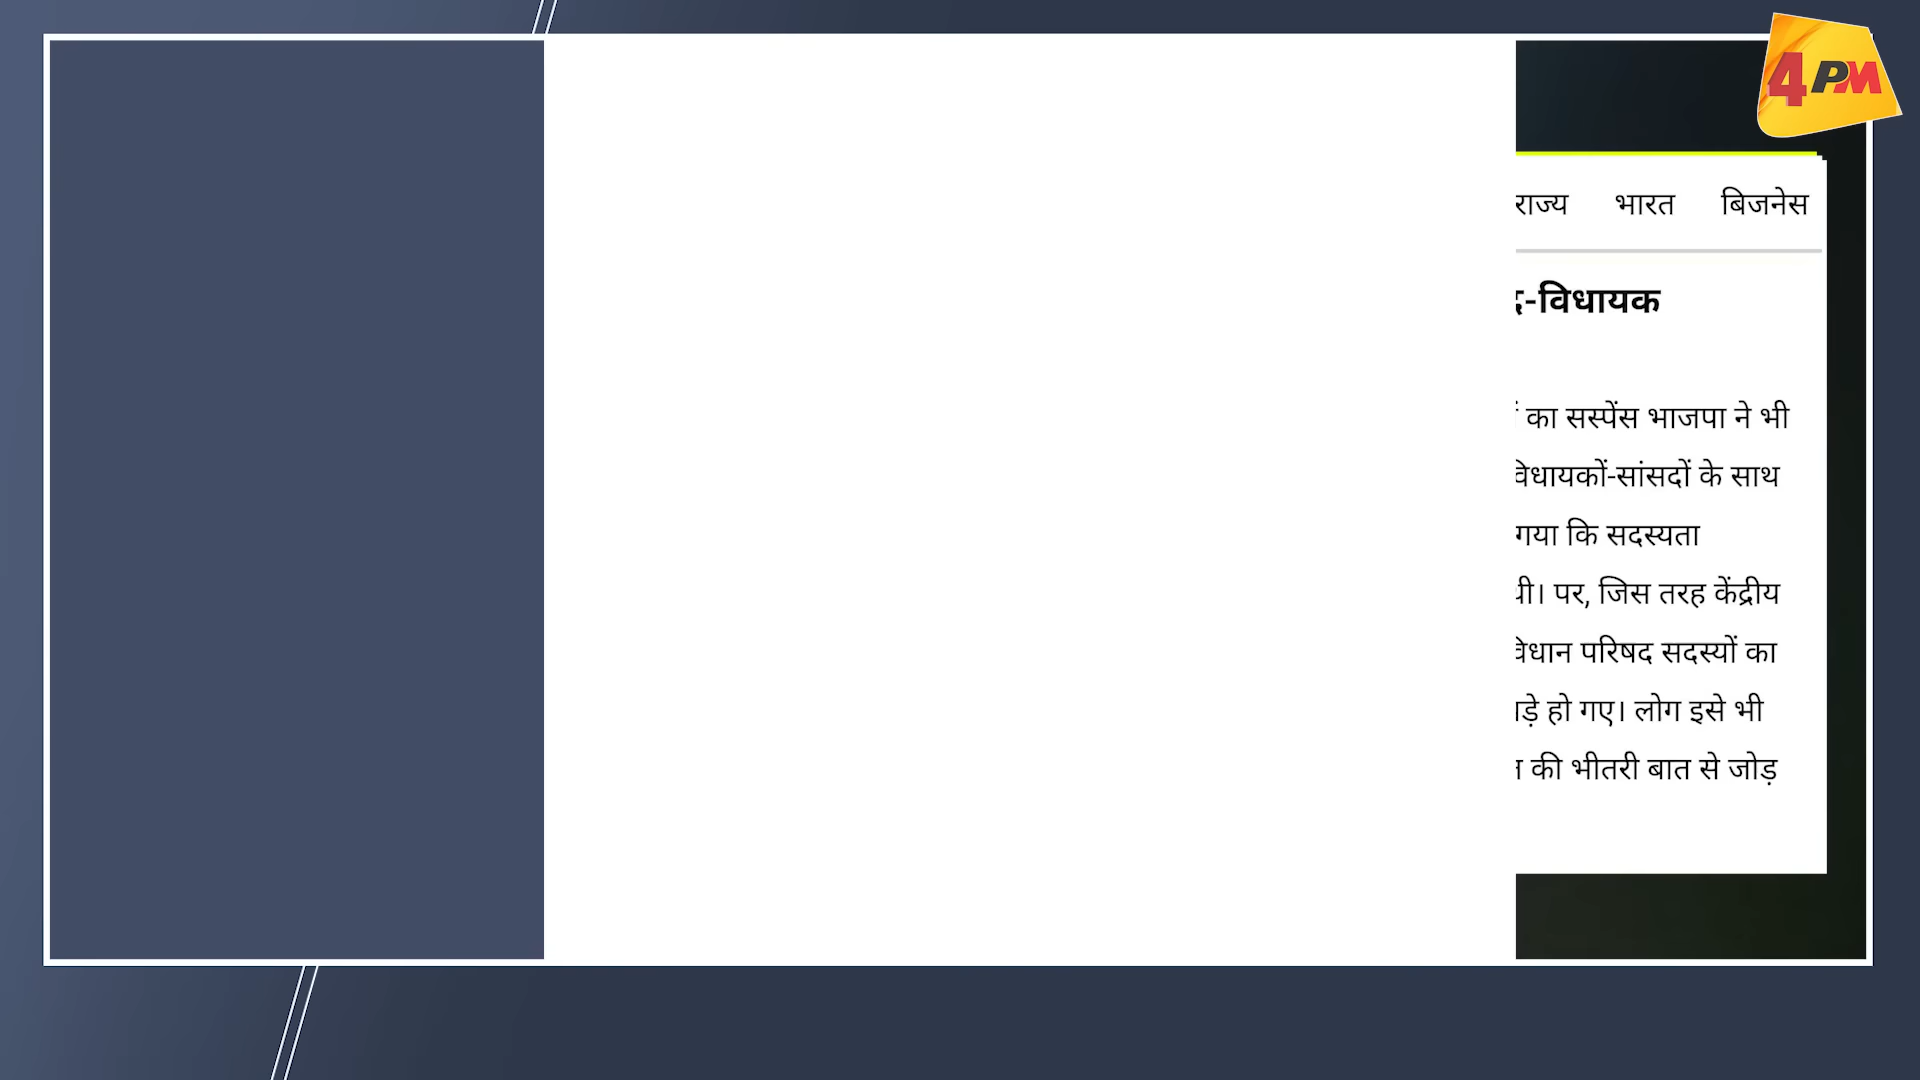 4PM
राज्य भारत बिजनेस
-विधायक
का सस्पेंस भाजपा ने भी
विधायकों-सांसदों के साथ
गया कि सदस्यता
पर, जिस तरह केंद्रीय
विधान परिषद सदस्यों का
हो गए। लोग इसे भी
की भीतरी बात से जोड़